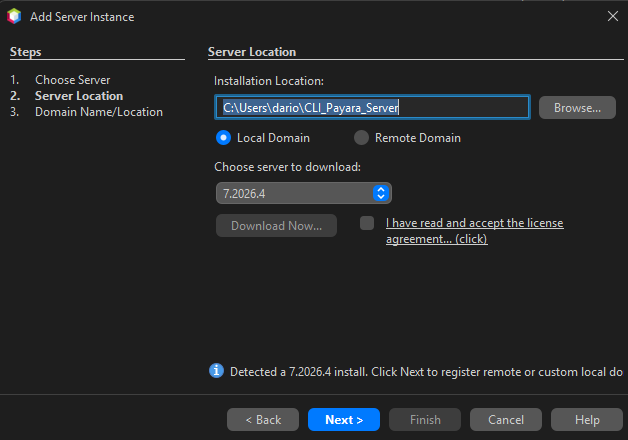 Add Server Instance
Steps
1. Choose Server
2. Server Location
3. Domain Name/Location
Server Location
Installation Location:
C:\Users\dario\CLI_Payara_Server
Browse...
Local Domain
Remote Domain
Choose server to download:
7.2026.4
Download Now...
I have read and accept the license
agreement... (click)
Detected a 7.2026.4 install. Click Next to register remote or custom local do
< Back
Next >
Finish
Cancel
Help